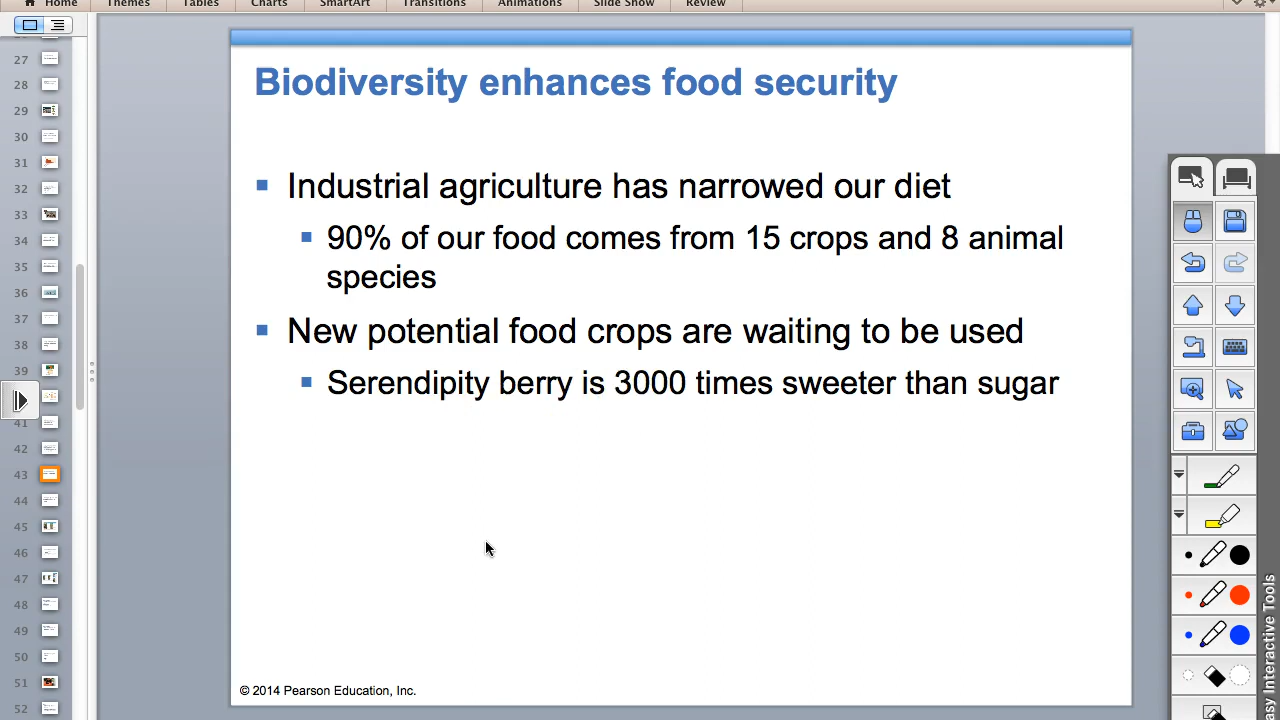 Home Themes Tables Charts SmartArt Transitions Animations Slide Show Review
27
28
29
30
31
32
33
34
35
36
37
38
39
41
42
43
44
45
46
47
48
49
50
51
52
Biodiversity enhances food security
Industrial agriculture has narrowed our diet
90% of our food comes from 15 crops and 8 animal
species
New potential food crops are waiting to be used
Serendipity berry is 3000 times sweeter than sugar
© 2014 Pearson Education, Inc.
Interactive Tools